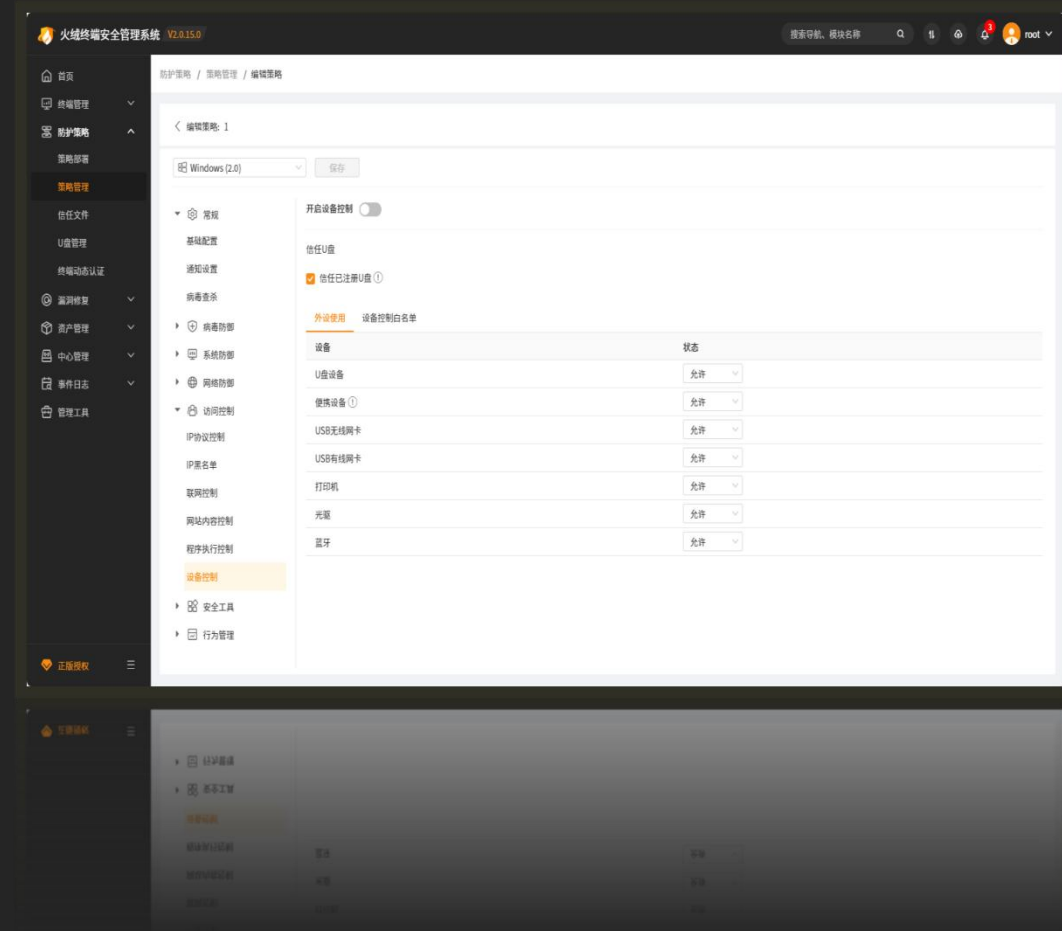 火绒终端安全管理系统 V2.0.15.0
搜索导航、模块名称
3
root
首页
终端管理
防护策略
策略部署
策略管理
信任文件
U盘管理
终端动态认证
漏洞修复
资产管理
中心管理
事件日志
管理工具
正版授权
防护策略 / 策略管理 / 编辑策略
编辑策略: 1
Windows (2.0)
保存
常规
基础配置
通知设置
病毒查杀
病毒防御
系统防御
网络防御
访问控制
IP协议控制
IP黑名单
联网控制
网站内容控制
程序执行控制
设备控制
安全工具
行为管理
开启设备控制
信任U盘
信任已注册U盘
外设使用 设备控制白名单
设备 状态
U盘设备 允许
便携设备 允许
USB无线网卡 允许
USB有线网卡 允许
打印机 允许
光驱 允许
蓝牙 允许